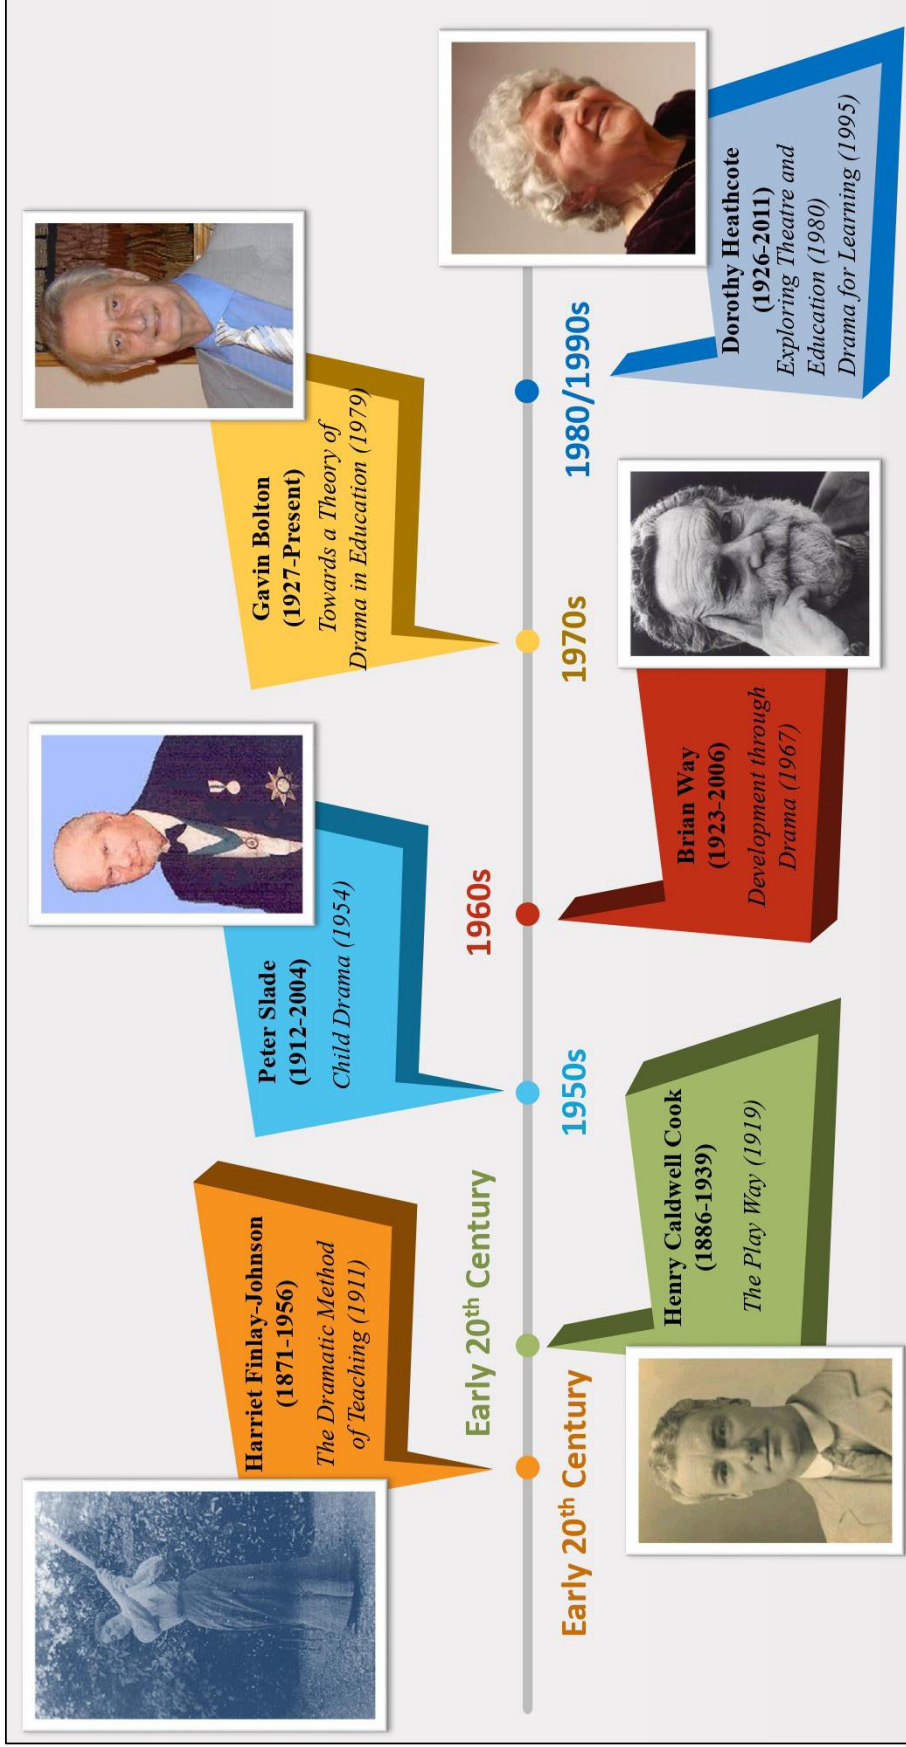 Harriet Finlay-Johnson
(1871-1956)
The Dramatic Method
of Teaching (1911)
Early 20th Century
Henry Caldwell Cook
(1886-1939)
The Play Way (1919)
Early 20th Century
Peter Slade
(1912-2004)
Child Drama (1954)
1950s
Brian Way
(1923-2006)
Development through
Drama (1967)
1960s
Gavin Bolton
(1927-Present)
Towards a Theory of
Drama in Education (1979)
1970s
Dorothy Heathcote
(1926-2011)
Exploring Theatre and
Education (1980)
Drama for Learning (1995)
1980/1990s